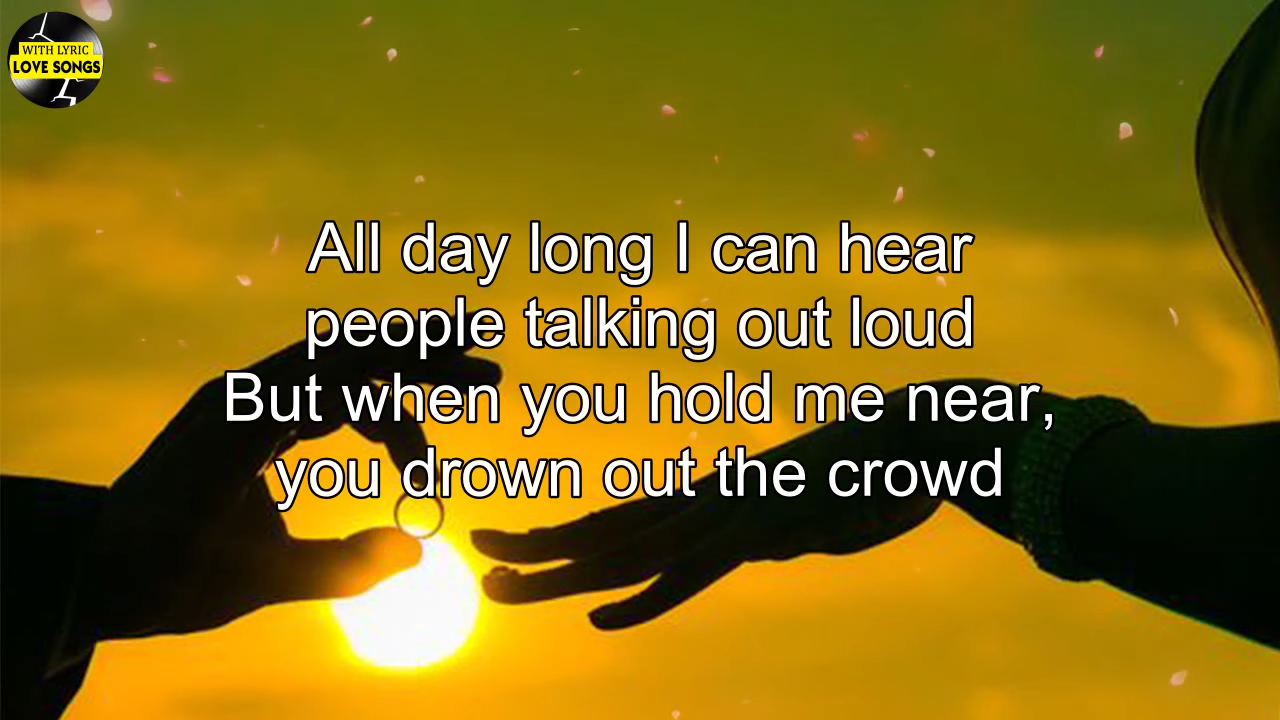 WITH LYRIC
LOVE SONGS
All day long I can hear
people talking out loud
But when you hold me near,
you drown out the crowd